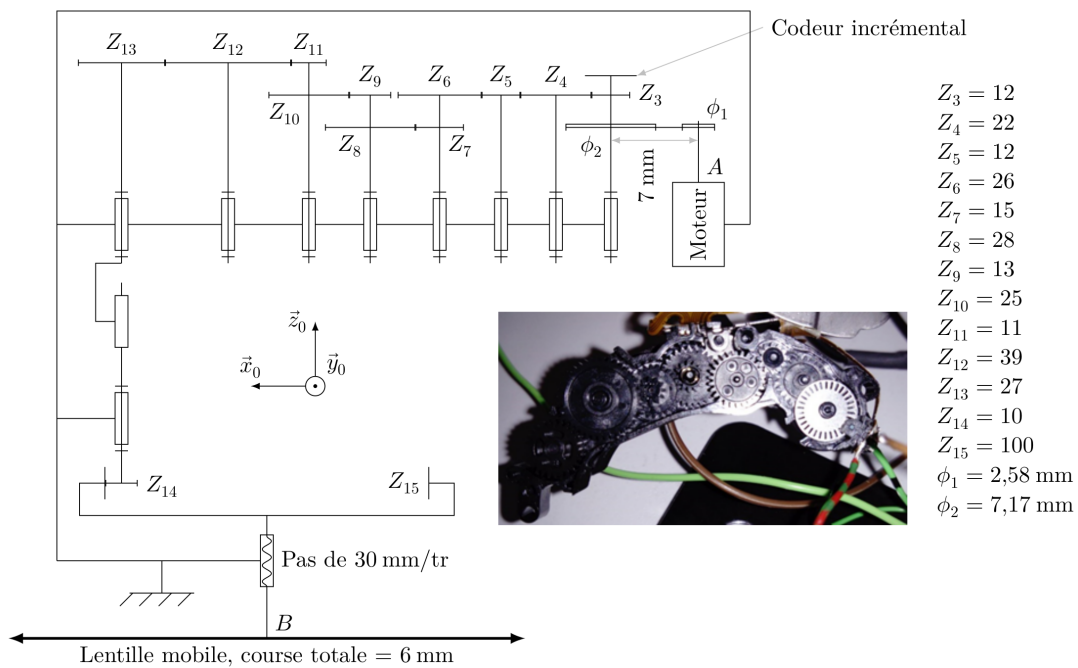 Codeur incrémental
Z₁₃ Z₁₂ Z₁₁
Z₉ Z₆ Z₅ Z₄
Z₁₀ Z₃
ϕ₁
Z₈ Z₇ ϕ₂
7 mm
A
Moteur
Z₃ = 12
Z₄ = 22
Z₅ = 12
Z₆ = 26
Z₇ = 15
Z₈ = 28
Z₉ = 13
Z₁₀ = 25
Z₁₁ = 11
Z₁₂ = 39
Z₁₃ = 27
Z₁₄ = 10
Z₁₅ = 100
ϕ₁ = 2,58 mm
ϕ₂ = 7,17 mm
z⃗₀
x⃗₀ y⃗₀
Z₁₄ Z₁₅
Pas de 30 mm/tr
B
Lentille mobile, course totale = 6 mm